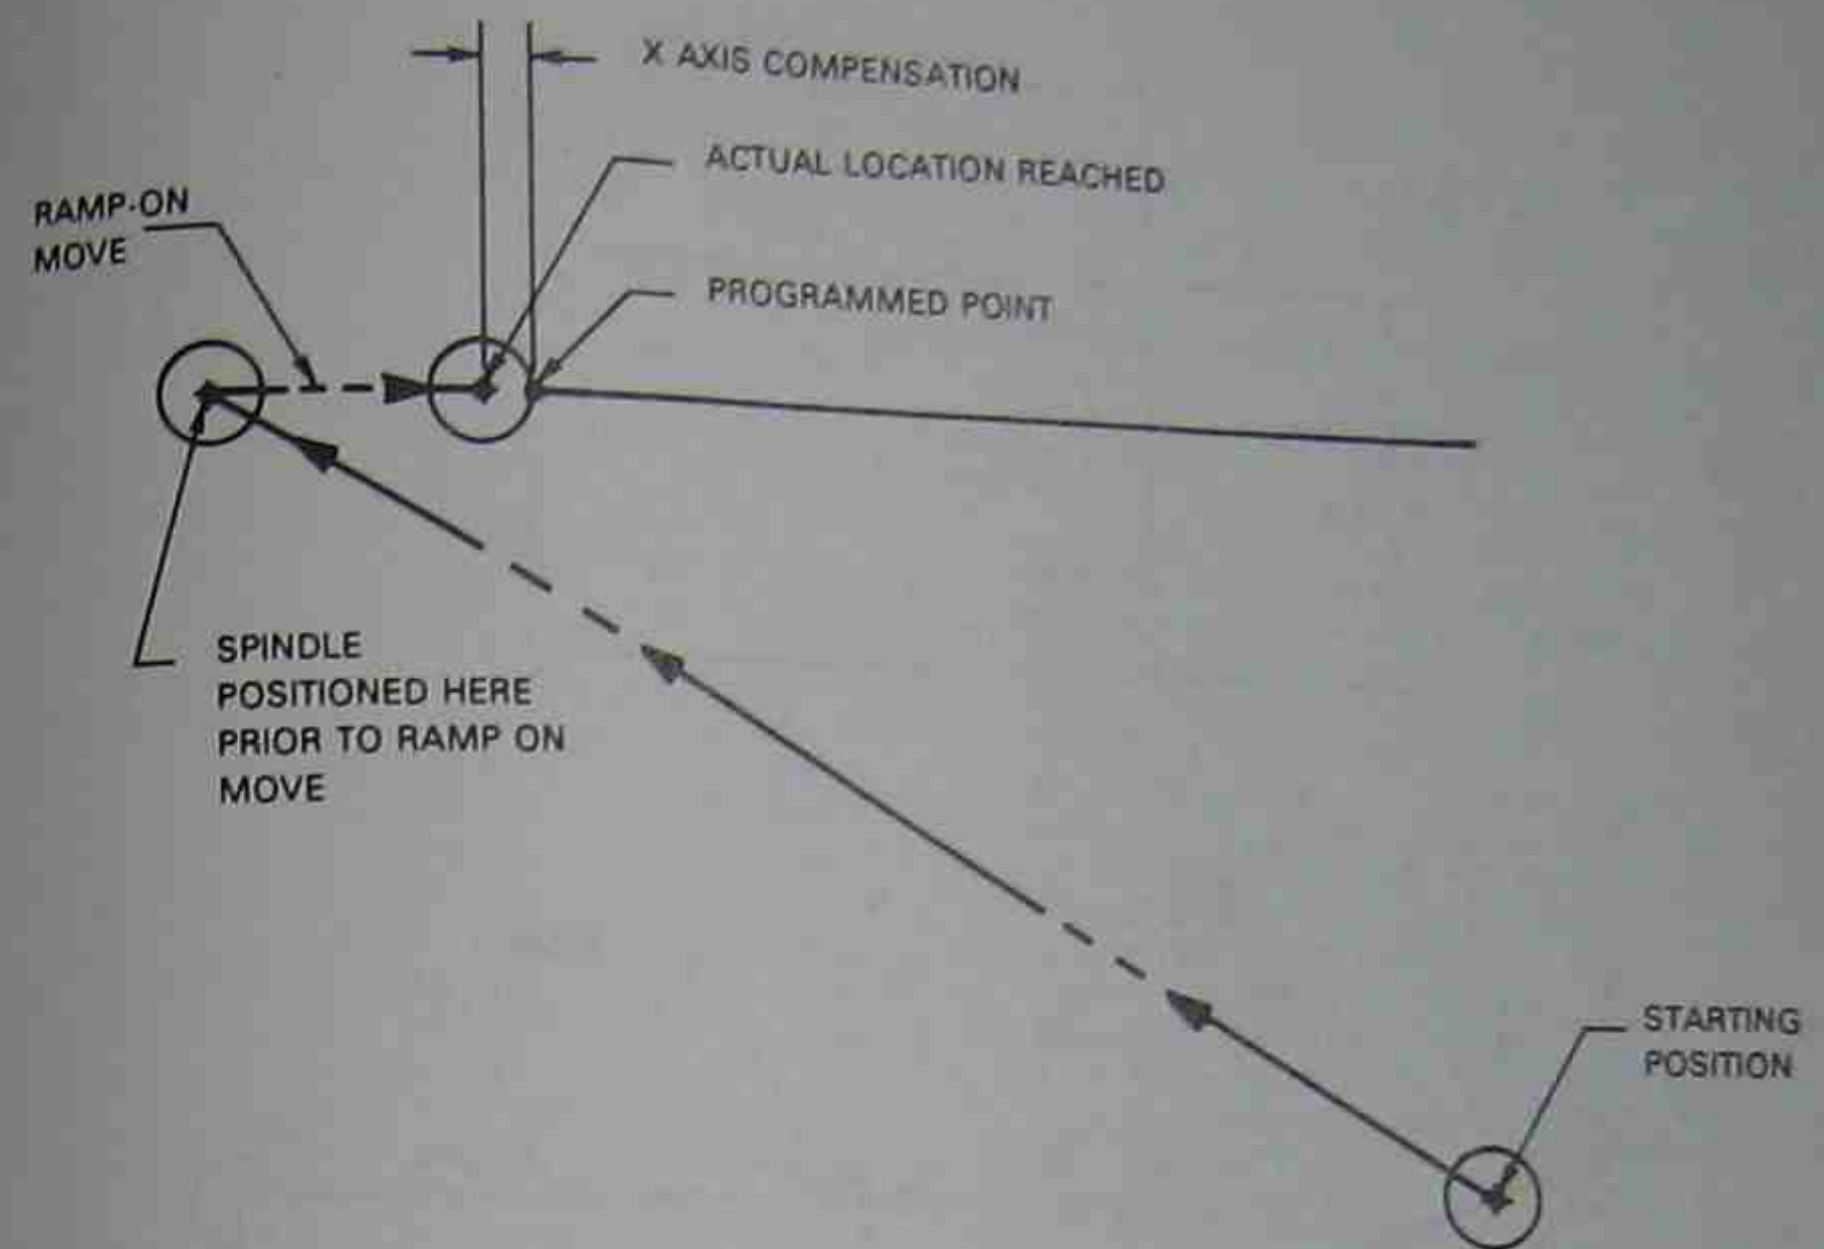 X AXIS COMPENSATION
ACTUAL LOCATION REACHED
RAMP-ON
MOVE
PROGRAMMED POINT
SPINDLE
POSITIONED HERE
PRIOR TO RAMP ON
MOVE
STARTING
POSITION